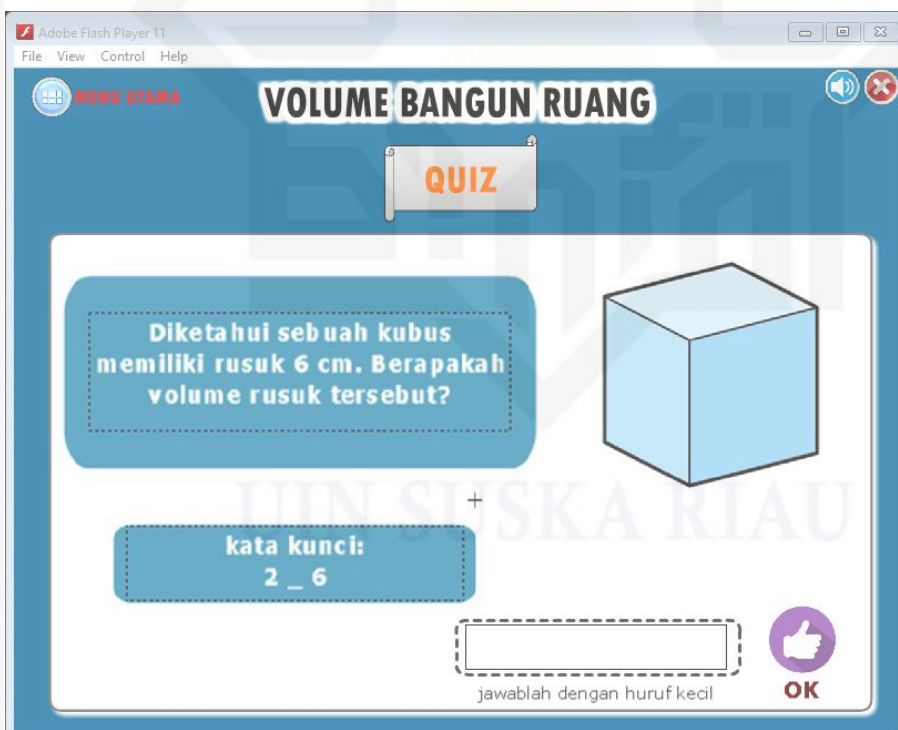 Adobe Flash Player 11
File View Control Help
MENU UTAMA
VOLUME BANGUN RUANG
QUIZ
Diketahui sebuah kubus
memiliki rusuk 6 cm. Berapakah
volume rusuk tersebut?
UIN SUSKA RIAU
kata kunci:
2 _ 6
jawablah dengan huruf kecil
OK